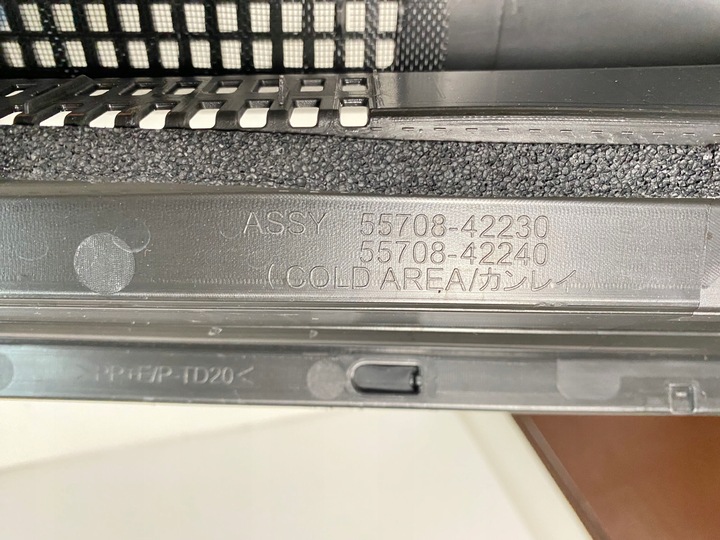 ASSY 55708-42230
55708-42240
(COLD AREA/カンレイ
>PP+E/P-TD20<